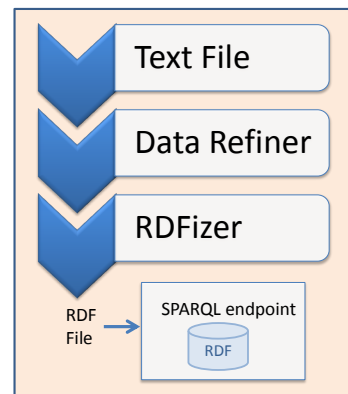 Text File
Data Refiner
RDFizer
RDF
File
SPARQL endpoint
RDF